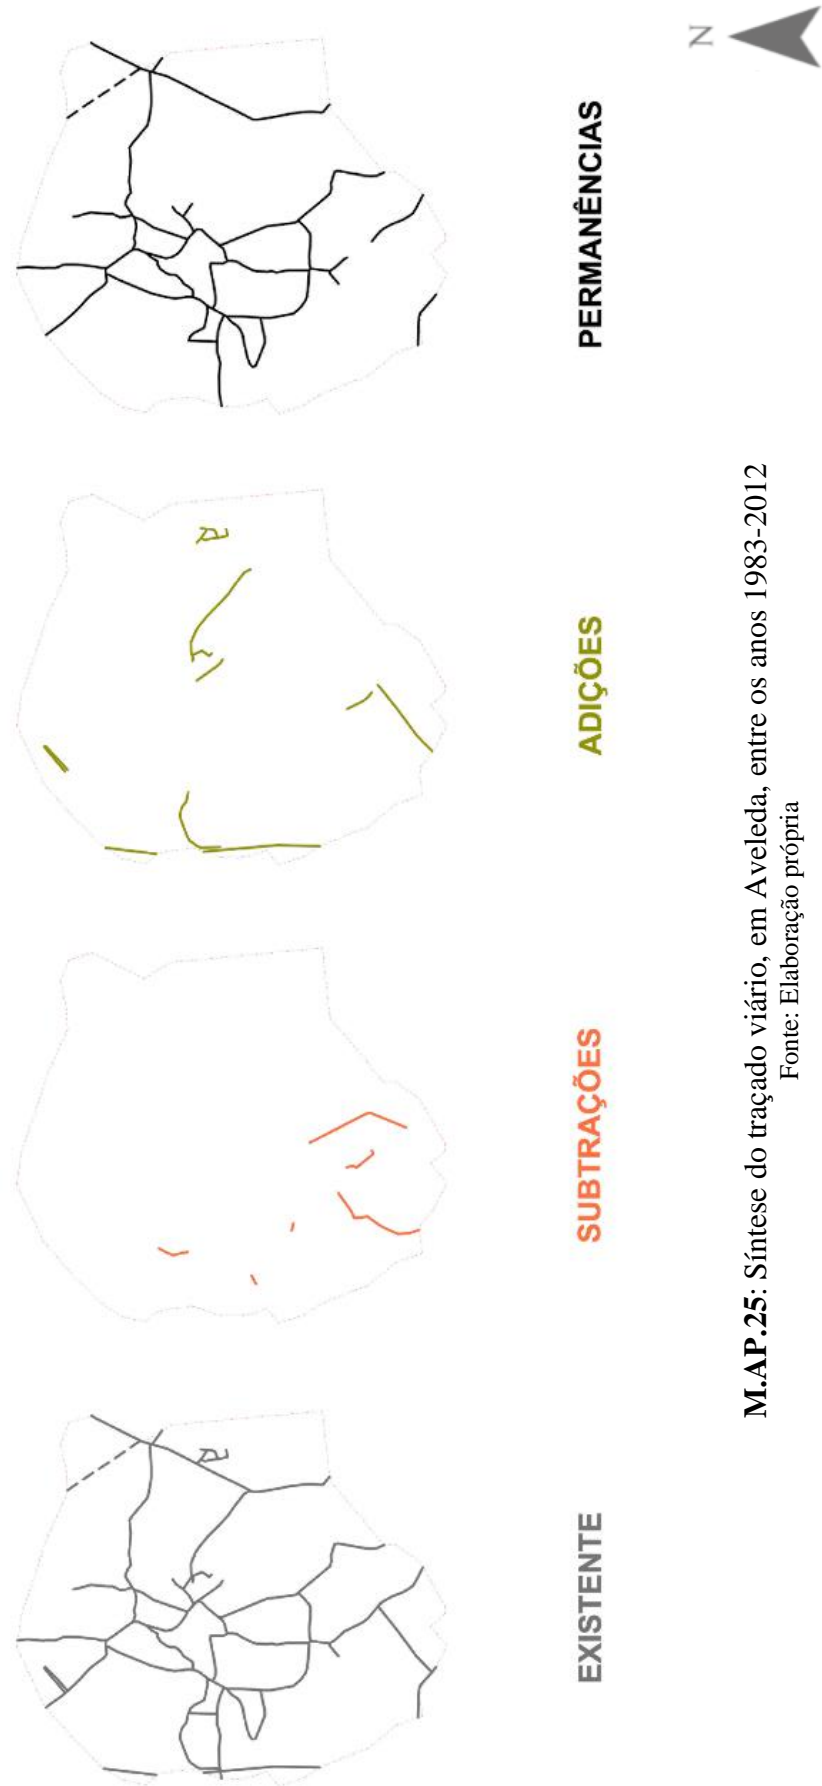 N
EXISTENTE
SUBTRAÇÕES
ADIÇÕES
PERMANÊNCIAS
M.AP.25: Síntese do traçado viário, em Aveleda, entre os anos 1983-2012
Fonte: Elaboração própria